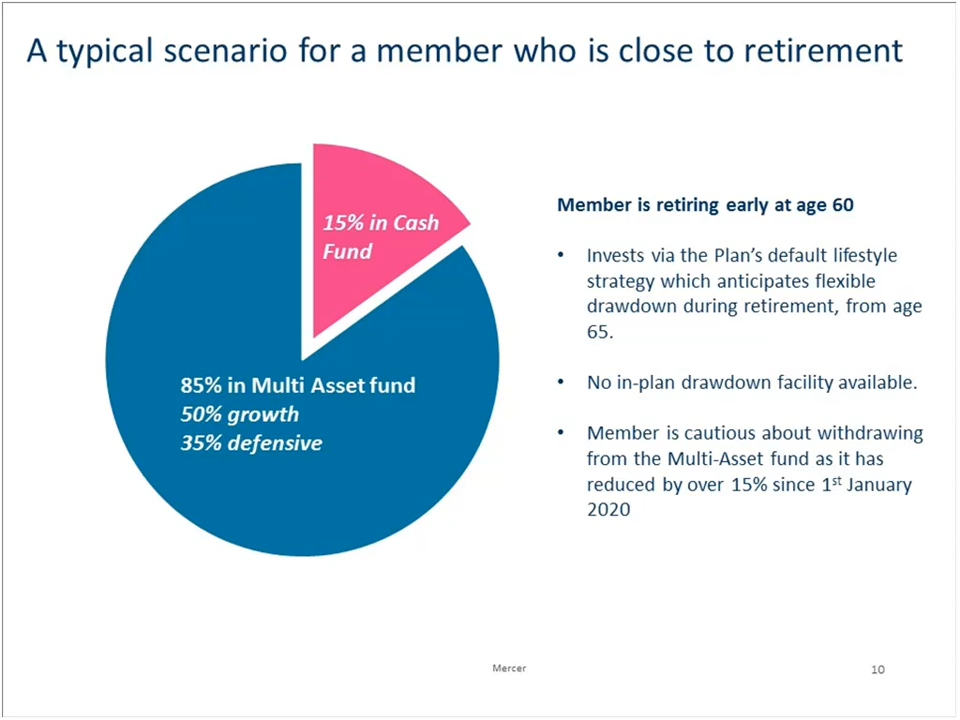 A typical scenario for a member who is close to retirement
15% in Cash
Fund
85% in Multi Asset fund
50% growth
35% defensive
Member is retiring early at age 60
• Invests via the Plan’s default lifestyle
strategy which anticipates flexible
drawdown during retirement, from age
65.
• No in-plan drawdown facility available.
• Member is cautious about withdrawing
from the Multi-Asset fund as it has
reduced by over 15% since 1st January
2020
Mercer
10